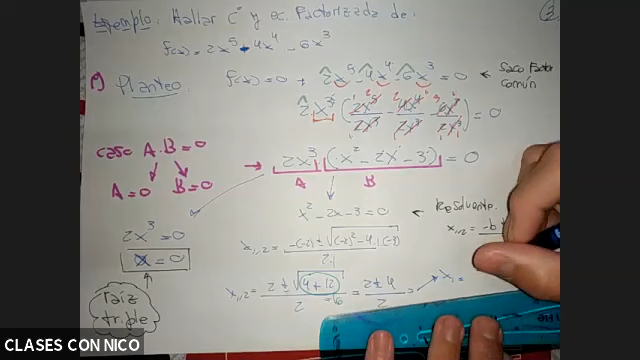 Ejemplo: Hallar C° y ec. Factorizada de:
②
f(x) = 2x⁵ - 4x⁴ - 6x³
1) Planteo. f(x) = 0 → 2x⁵ - 4x⁴ - 6x³ = 0 ← Saco Factor común
2x³ (2x⁵/2x³ - 4x⁴/2x³ - 6x³/2x³) = 0
caso A·B = 0 → 2x³ (x² - 2x - 3) = 0
A B
A=0 B=0
x² - 2x - 3 = 0 ← Resolvente.
2x³ = 0
x₁,₂ = -(-2) ± √(-2)² - 4.1.(-3) / 2.1
x₁,₂ = -b
x = 0
x₁,₂ = 2 ± √4 + 12 / 2 = 2 ± 4 / 2 = x₁ =
=16
raíz triple
CLASES CON NICO